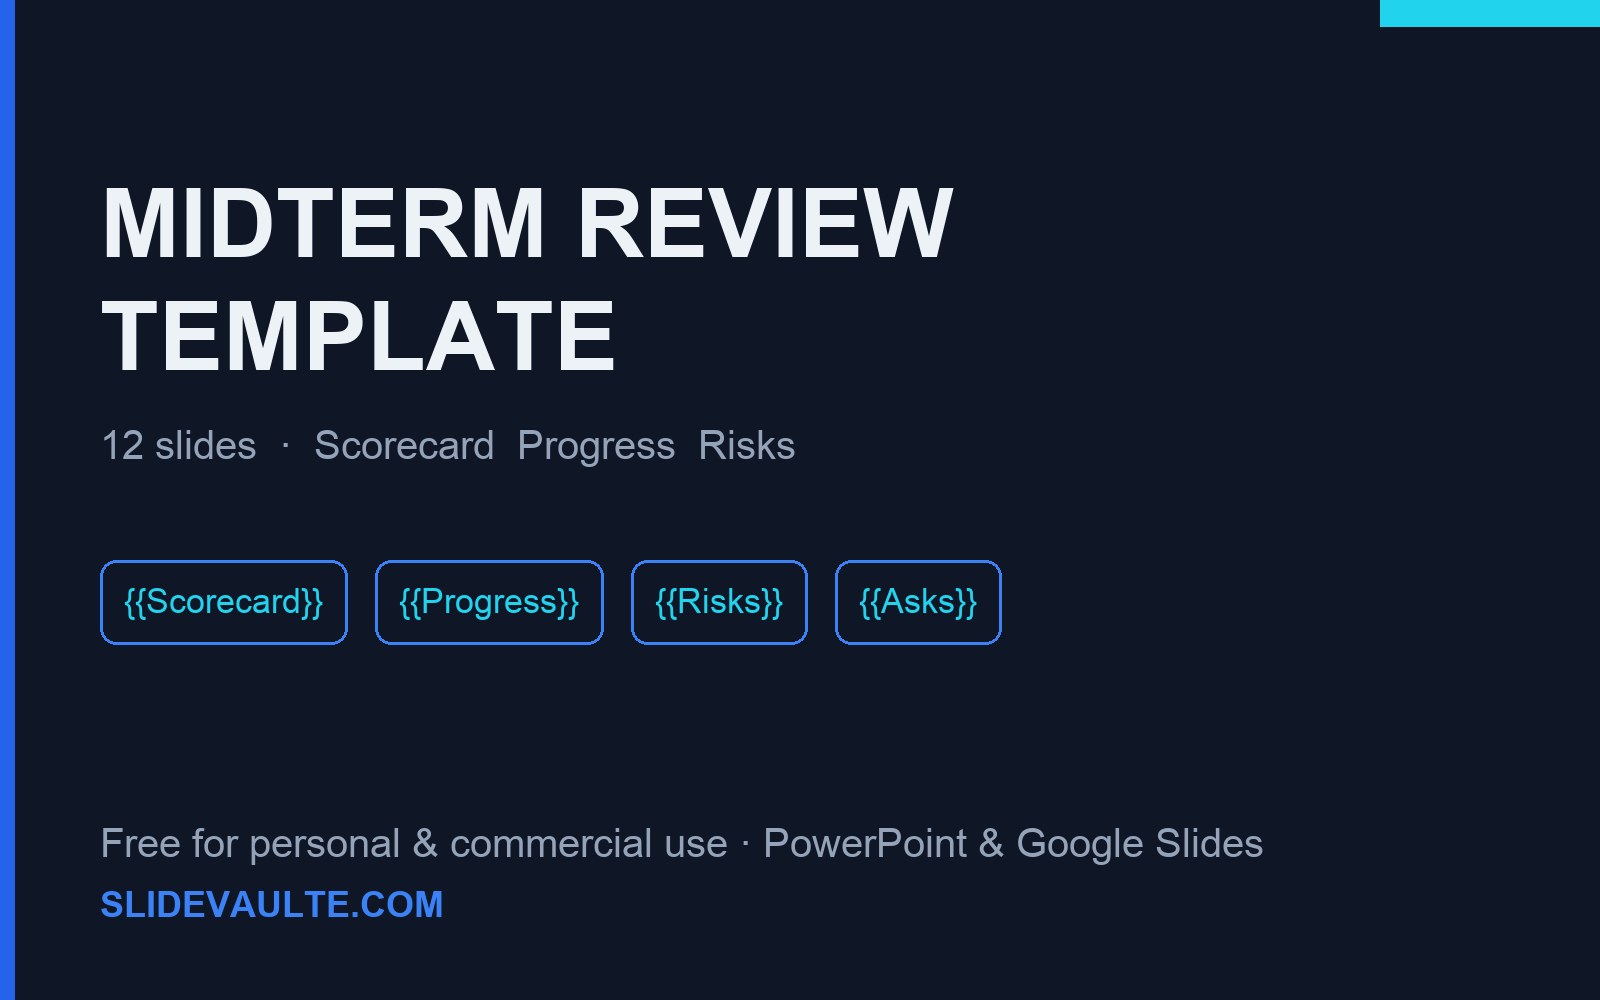 MIDTERM REVIEW
TEMPLATE
12 slides · Scorecard Progress Risks
{{Scorecard}} {{Progress}} {{Risks}} {{Asks}}
Free for personal & commercial use · PowerPoint & Google Slides
SLIDEVAULTE.COM